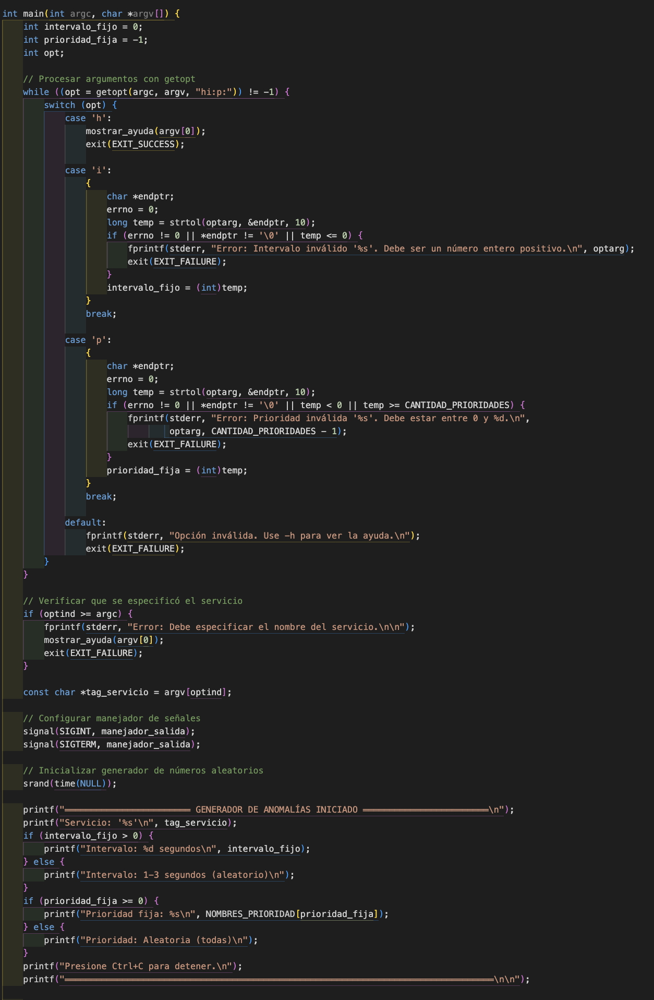 int main(int argc, char *argv[]) {
    int intervalo_fijo = 0;
    int prioridad_fija = -1;
    int opt;

    // Procesar argumentos con getopt
    while ((opt = getopt(argc, argv, "hi:p:")) != -1) {
        switch (opt) {
            case 'h':
                mostrar_ayuda(argv[0]);
                exit(EXIT_SUCCESS);

            case 'i':
                {
                    char *endptr;
                    errno = 0;
                    long temp = strtol(optarg, &endptr, 10);
                    if (errno != 0 || *endptr != '\0' || temp <= 0) {
                        fprintf(stderr, "Error: Intervalo inválido '%s'. Debe ser un número entero positivo.\n", optarg);
                        exit(EXIT_FAILURE);
                    }
                    intervalo_fijo = (int)temp;
                }
                break;

            case 'p':
                {
                    char *endptr;
                    errno = 0;
                    long temp = strtol(optarg, &endptr, 10);
                    if (errno != 0 || *endptr != '\0' || temp < 0 || temp >= CANTIDAD_PRIORIDADES) {
                        fprintf(stderr, "Error: Prioridad inválida '%s'. Debe estar entre 0 y %d.\n",
                                optarg, CANTIDAD_PRIORIDADES - 1);
                        exit(EXIT_FAILURE);
                    }
                    prioridad_fija = (int)temp;
                }
                break;

            default:
                fprintf(stderr, "Opción inválida. Use -h para ver la ayuda.\n");
                exit(EXIT_FAILURE);
        }
    }

    // Verificar que se especificó el servicio
    if (optind >= argc) {
        fprintf(stderr, "Error: Debe especificar el nombre del servicio.\n\n");
        mostrar_ayuda(argv[0]);
        exit(EXIT_FAILURE);
    }

    const char *tag_servicio = argv[optind];

    // Configurar manejador de señales
    signal(SIGINT, manejador_salida);
    signal(SIGTERM, manejador_salida);

    // Inicializar generador de números aleatorios
    srand(time(NULL));

    printf("════════════════════════ GENERADOR DE ANOMALÍAS INICIADO ════════════════════════\n");
    printf("Servicio: '%s'\n", tag_servicio);
    if (intervalo_fijo > 0) {
        printf("Intervalo: %d segundos\n", intervalo_fijo);
    } else {
        printf("Intervalo: 1-3 segundos (aleatorio)\n");
    }
    if (prioridad_fija >= 0) {
        printf("Prioridad fija: %s\n", NOMBRES_PRIORIDAD[prioridad_fija]);
    } else {
        printf("Prioridad: Aleatoria (todas)\n");
    }
    printf("Presione Ctrl+C para detener.\n");
    printf("══════════════════════════════════════════════════════════════════════════════════\n\n");